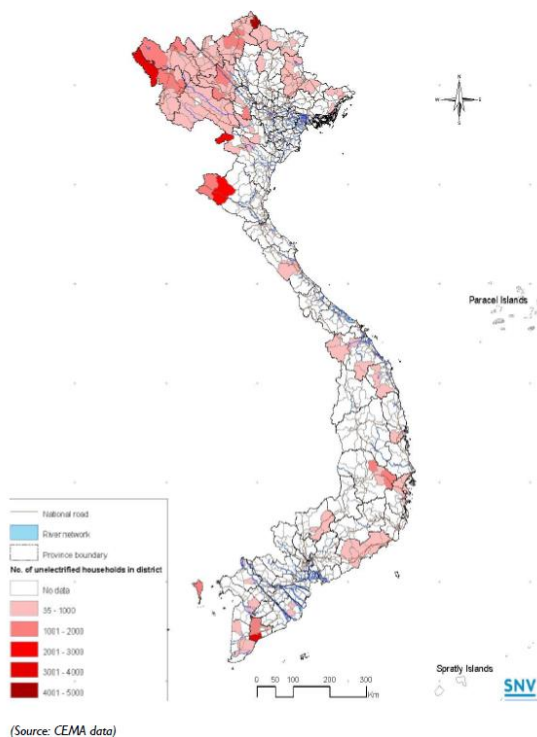 N
W
E
S
Paracel Islands
National road
River network
Province boundary
No. of unelectrified households in district
No data
35 - 1000
1001 - 2000
2001 - 3000
3001 - 4000
4001 - 5000
0 50 100 200 300
Km
Spratly Islands
SNV
(Source: CEMA data)